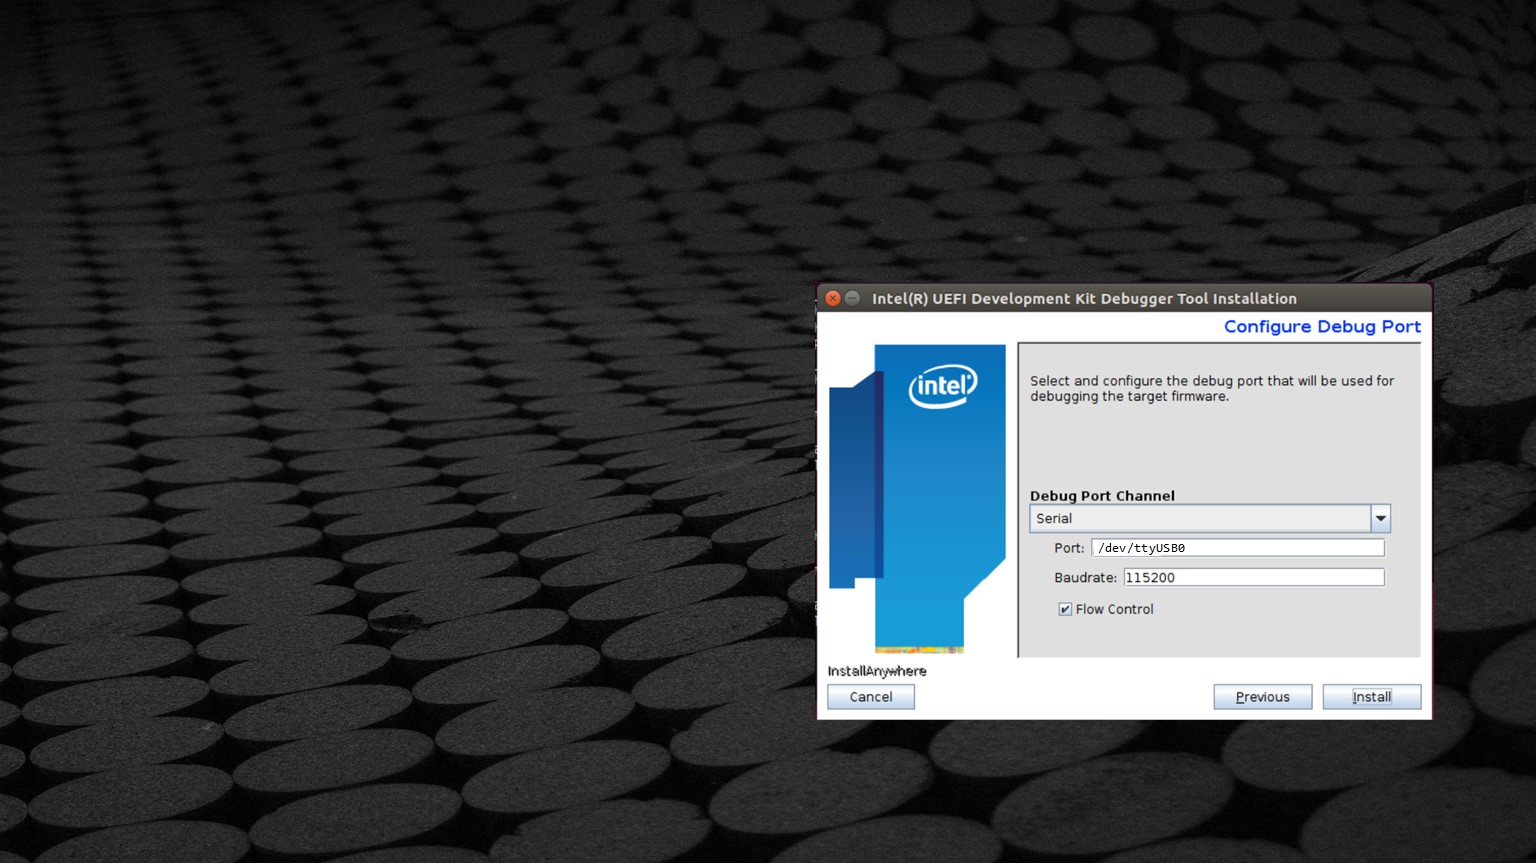 Intel(R) UEFI Development Kit Debugger Tool Installation
Configure Debug Port
intel
Select and configure the debug port that will be used for
debugging the target firmware.
Debug Port Channel
Serial
Port: /dev/ttyUSB0
Baudrate: 115200
Flow Control
InstallAnywhere
Cancel
Previous
Install